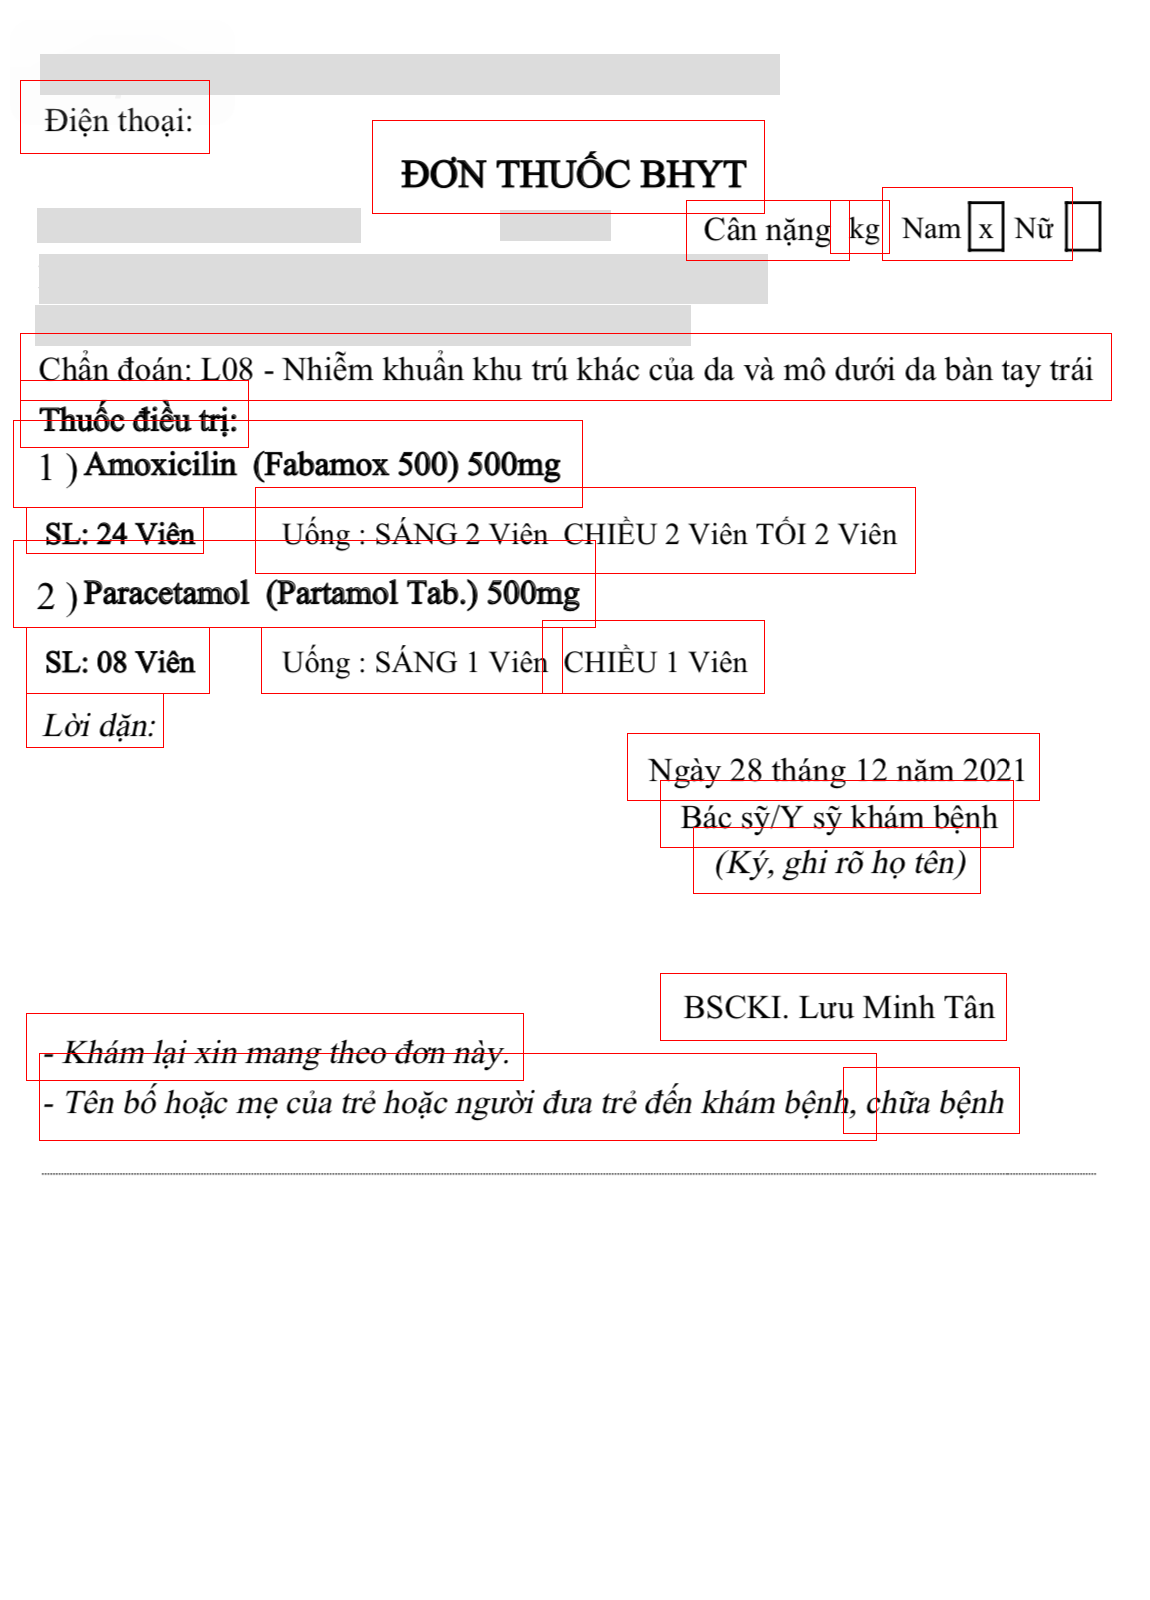 Điện thoại:
ĐƠN THUỐC BHYT
Cân nặng kg Nam x Nữ
Chẩn đoán: L08 - Nhiễm khuẩn khu trú khác của da và mô dưới da bàn tay trái
Thuốc điều trị:
1 ) Amoxicilin (Fabamox 500) 500mg
SL: 24 Viên Uống : SÁNG 2 Viên CHIỀU 2 Viên TỐI 2 Viên
2 ) Paracetamol (Partamol Tab.) 500mg
SL: 08 Viên Uống : SÁNG 1 Viên CHIỀU 1 Viên
Lời dặn:
Ngày 28 tháng 12 năm 2021
Bác sỹ/Y sỹ khám bệnh
(Ký, ghi rõ họ tên)
BSCKI. Lưu Minh Tân
- Khám lại xin mang theo đơn này.
- Tên bố hoặc mẹ của trẻ hoặc người đưa trẻ đến khám bệnh, chữa bệnh